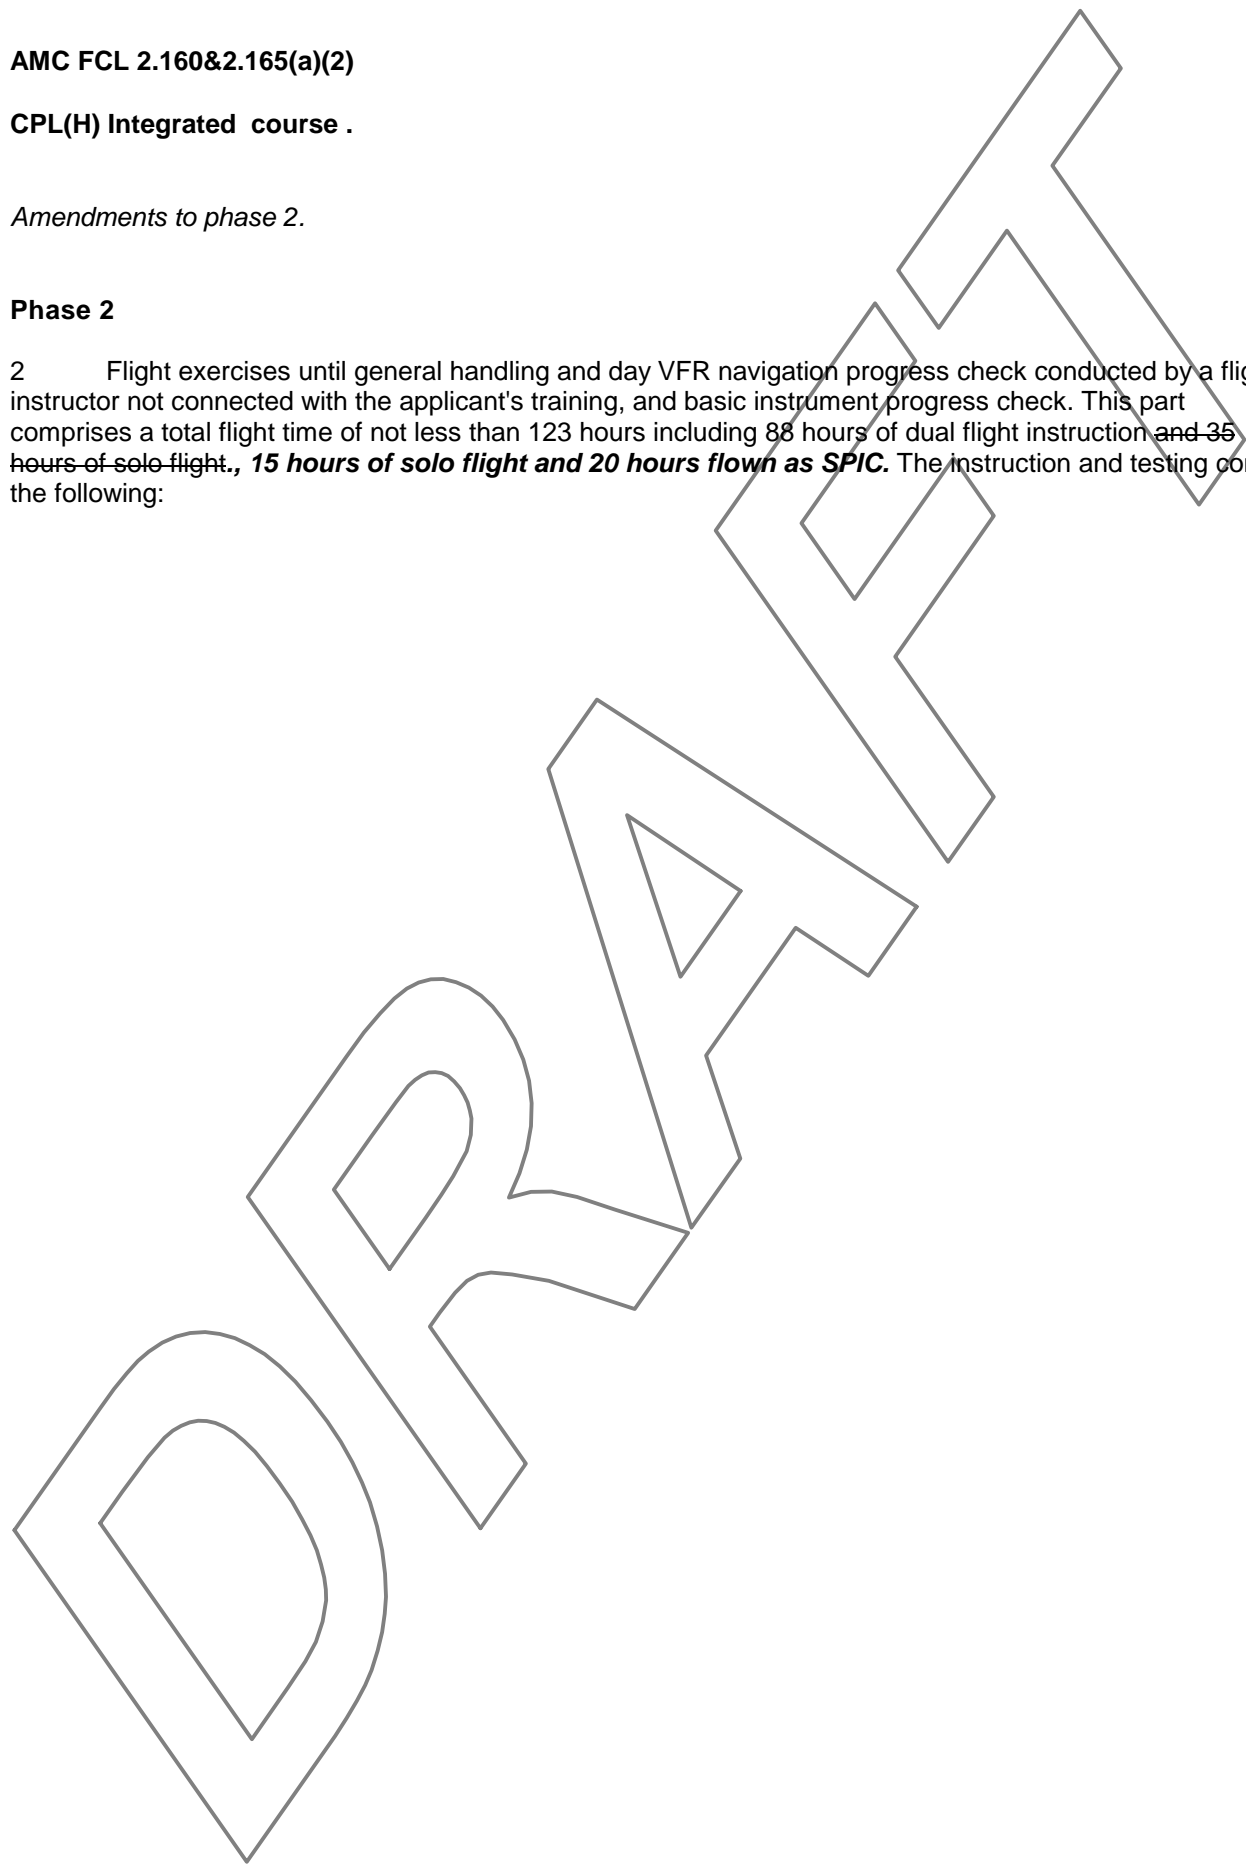 AMC FCL 2.160&2.165(a)(2)
CPL(H) Integrated course .
Amendments to phase 2.
Phase 2
2 Flight exercises until general handling and day VFR navigation progress check conducted by a
instructor not connected with the applicant's training, and basic instrument progress check. This part
comprises a total flight time of not less than 123 hours including 88 hours of dual flight instruction and 35
hours of solo flight., 15 hours of solo flight and 20 hours flown as SPIC. The instruction and testing
the following:
DRAFT